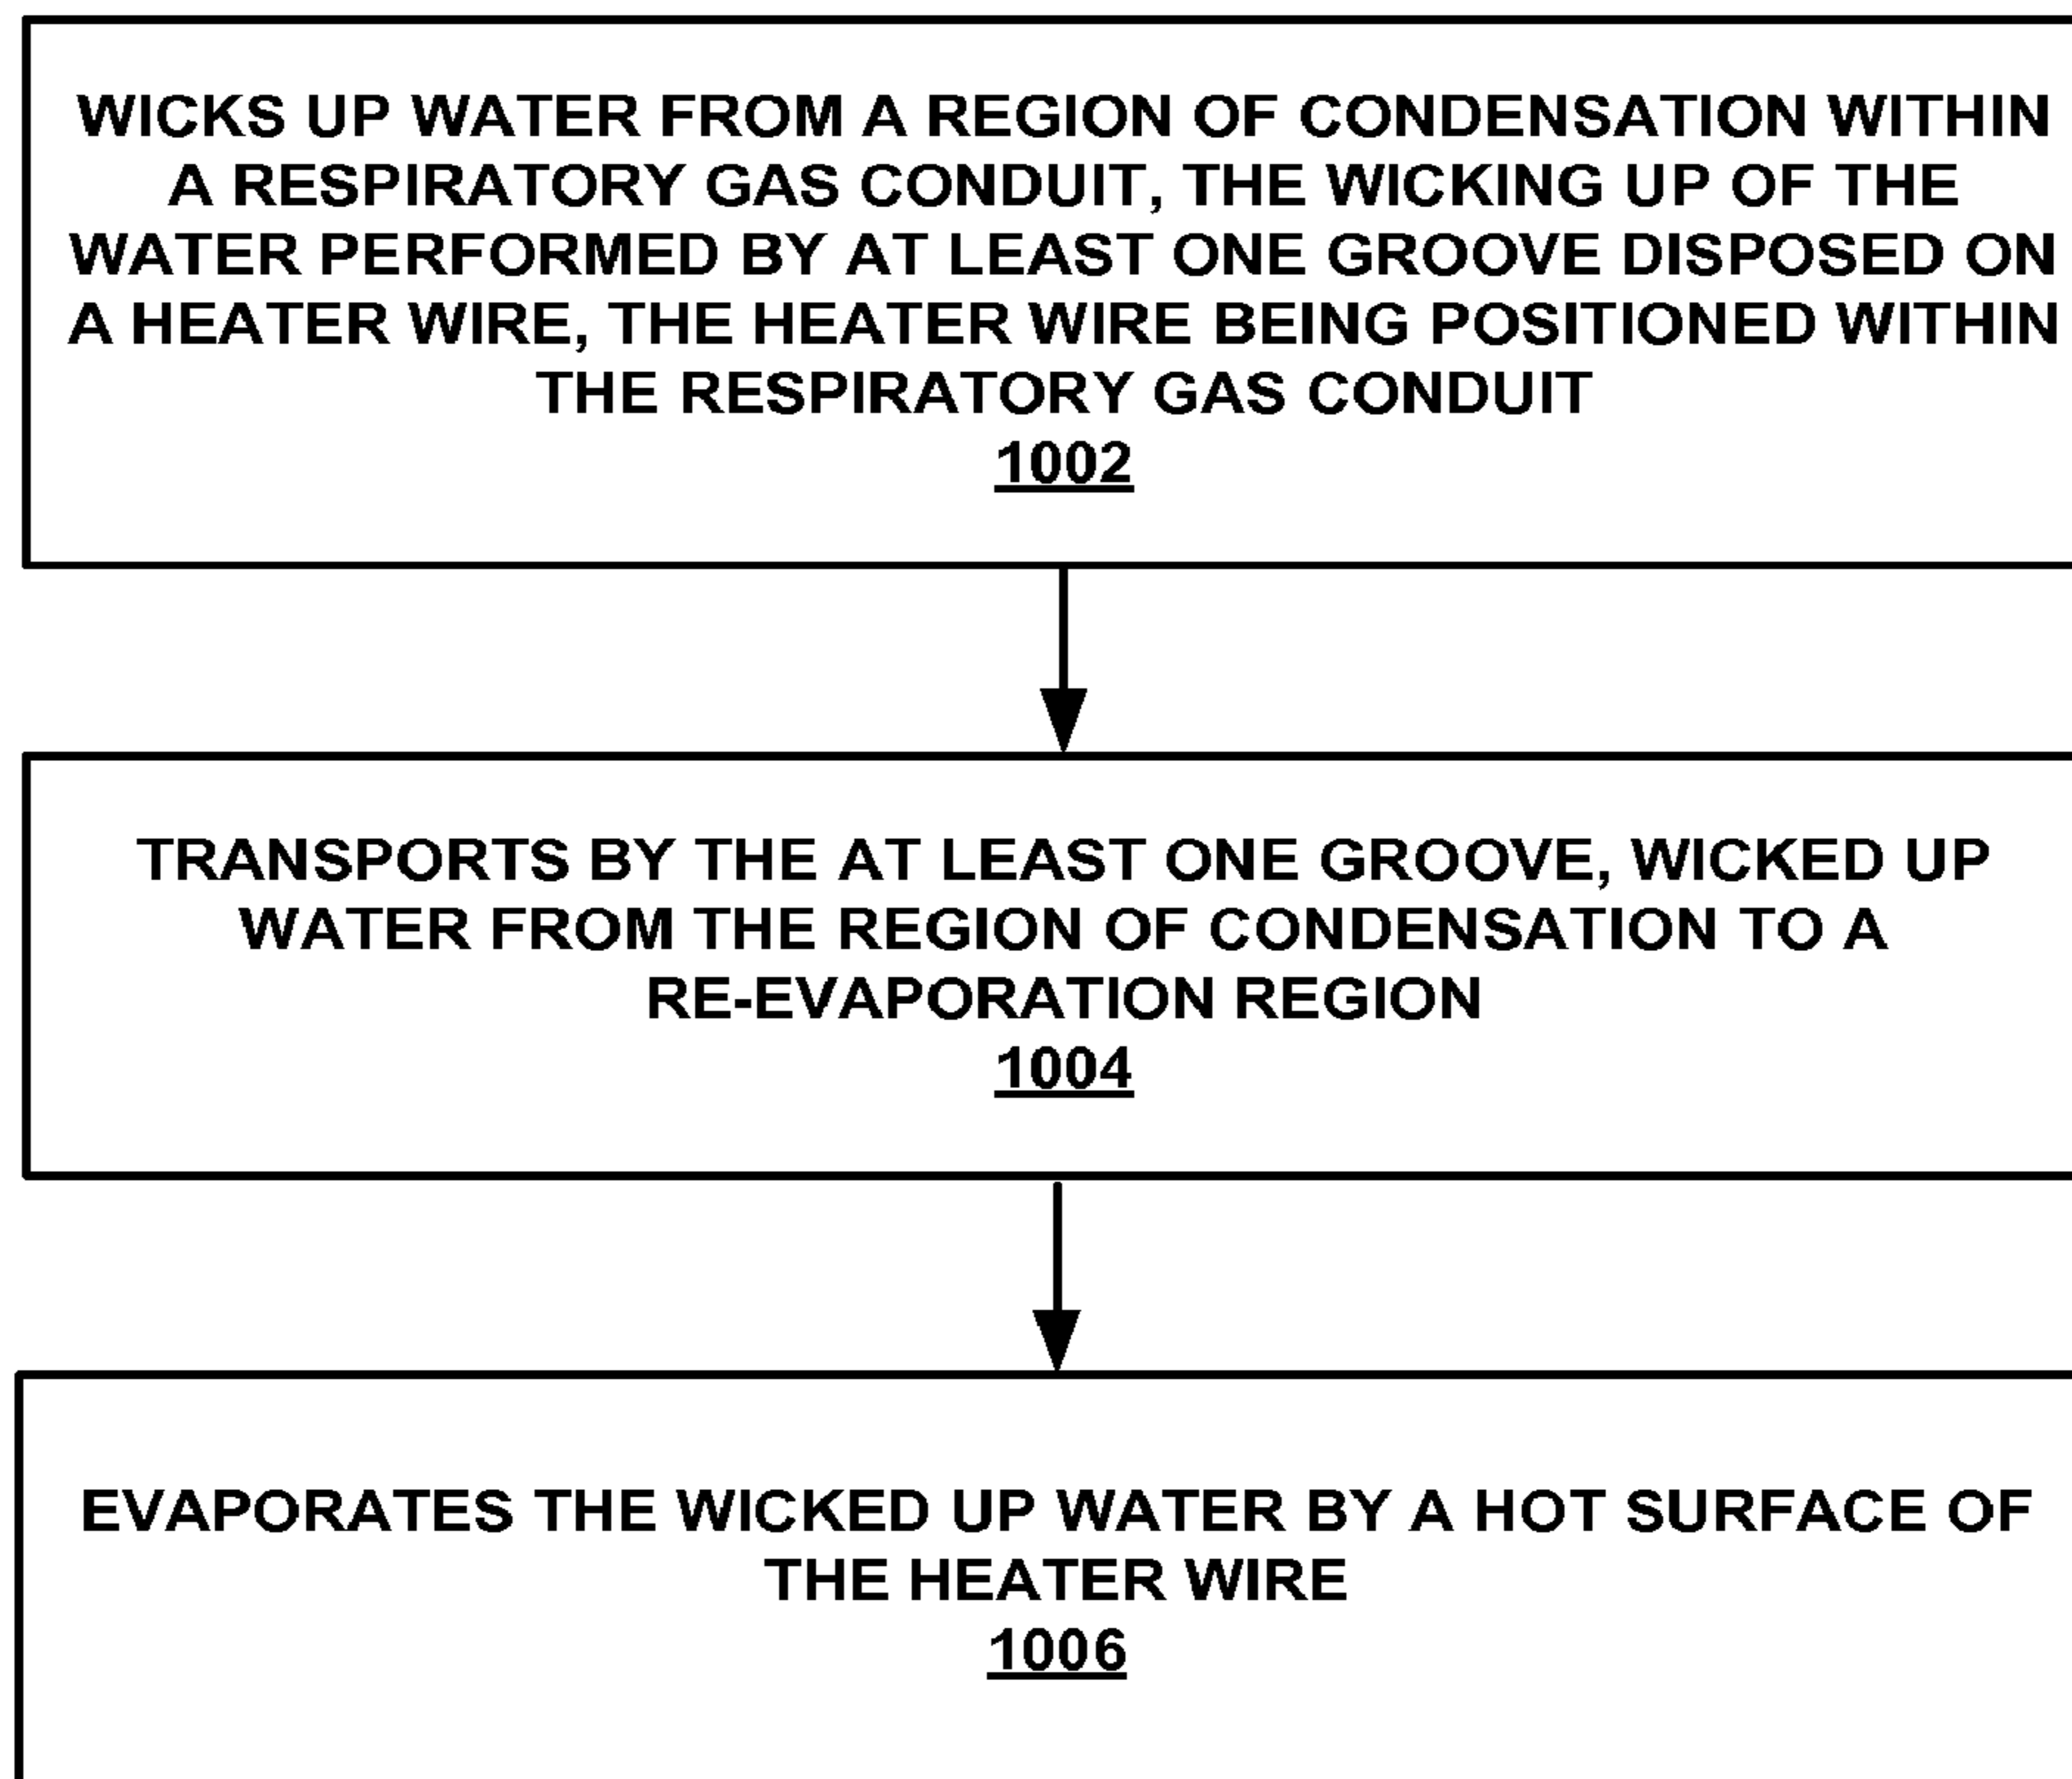 WICKS UP WATER FROM A REGION OF CONDENSATION WITHIN
A RESPIRATORY GAS CONDUIT, THE WICKING UP OF THE
WATER PERFORMED BY AT LEAST ONE GROOVE DISPOSED ON
A HEATER WIRE, THE HEATER WIRE BEING POSITIONED WITHIN
THE RESPIRATORY GAS CONDUIT
1002
TRANSPORTS BY THE AT LEAST ONE GROOVE, WICKED UP
WATER FROM THE REGION OF CONDENSATION TO A
RE-EVAPORATION REGION
1004
EVAPORATES THE WICKED UP WATER BY A HOT SURFACE OF
THE HEATER WIRE
1006